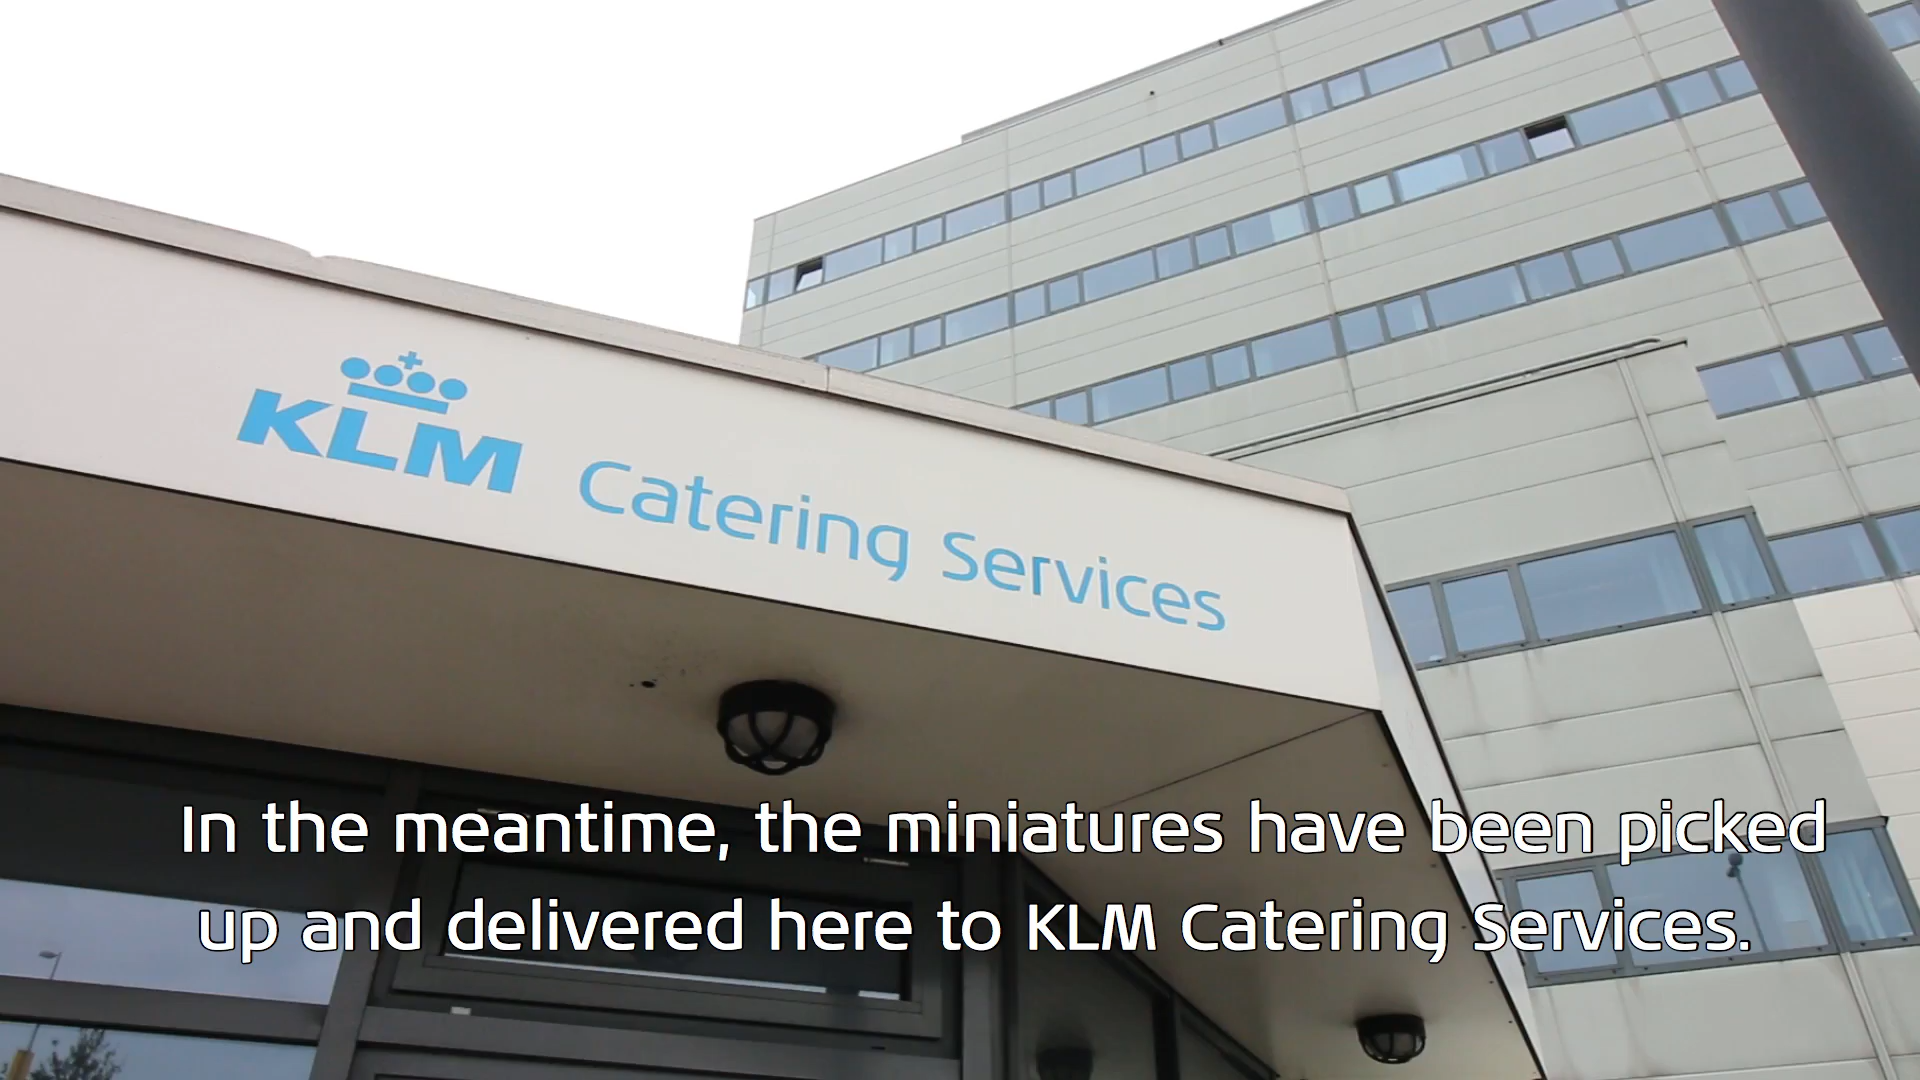 KLM Catering Services
In the meantime, the miniatures have been picked
up and delivered here to KLM Catering Services.